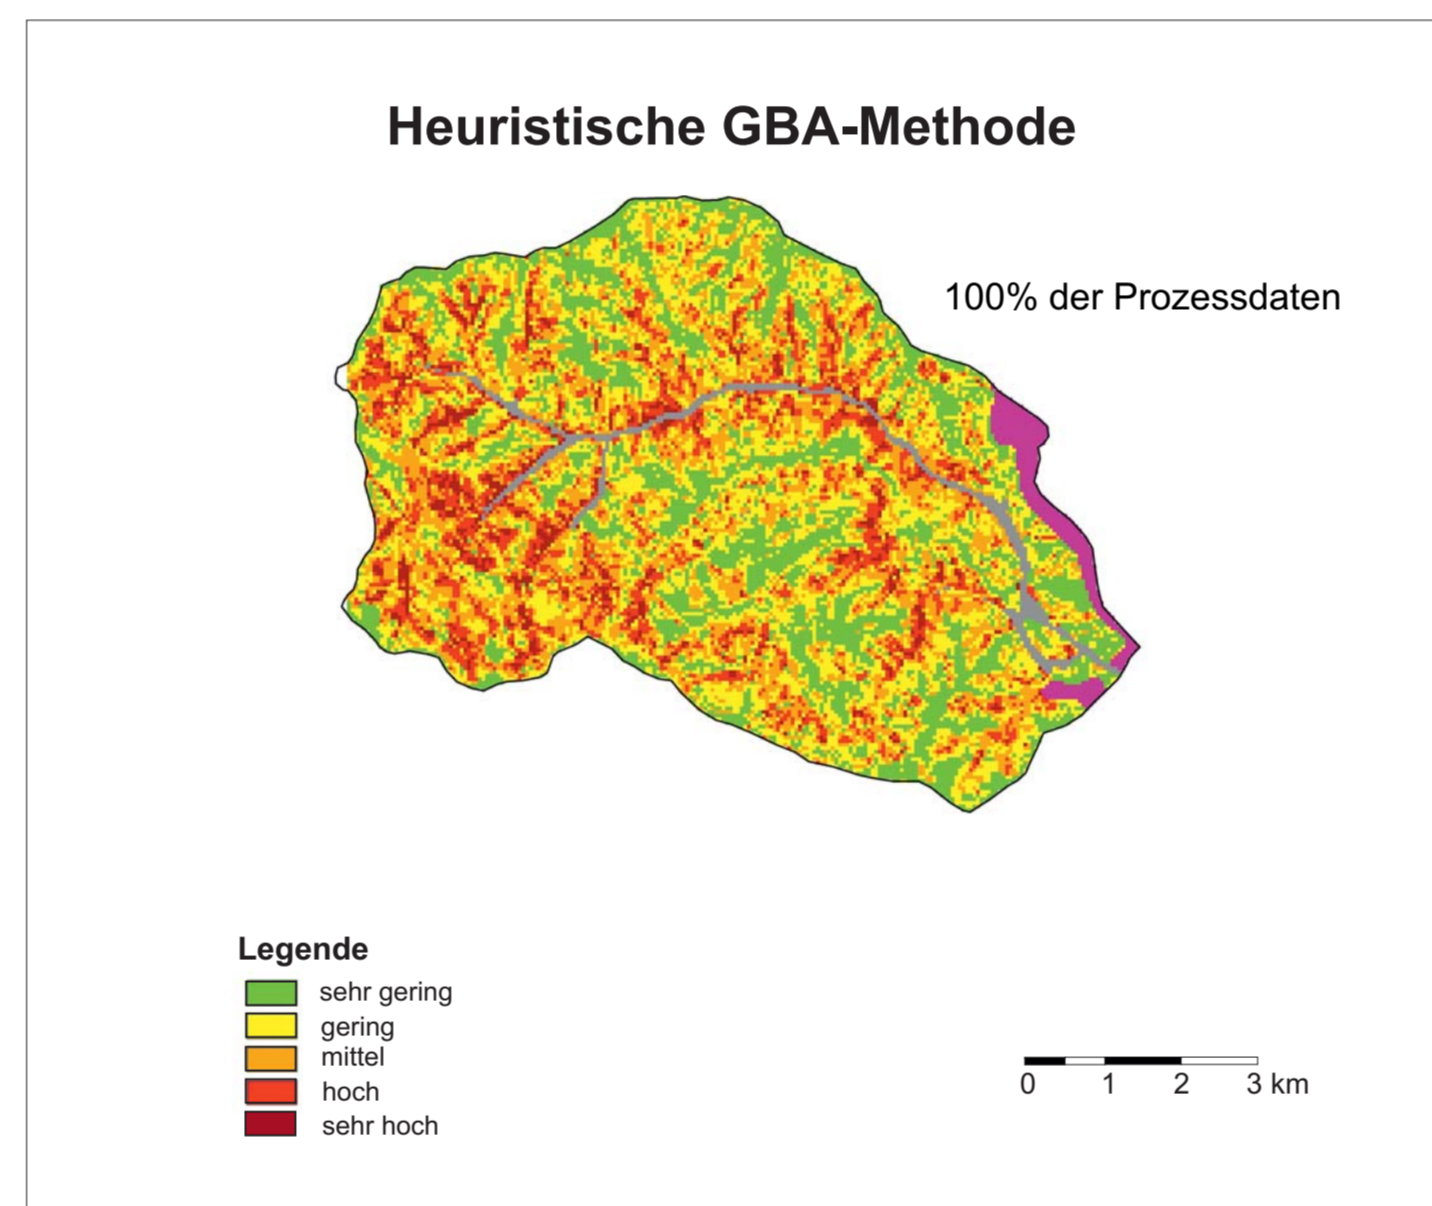 Heuristische GBA-Methode
100% der Prozessdaten
Legende
sehr gering
gering
mittel
hoch
sehr hoch
0 1 2 3 km